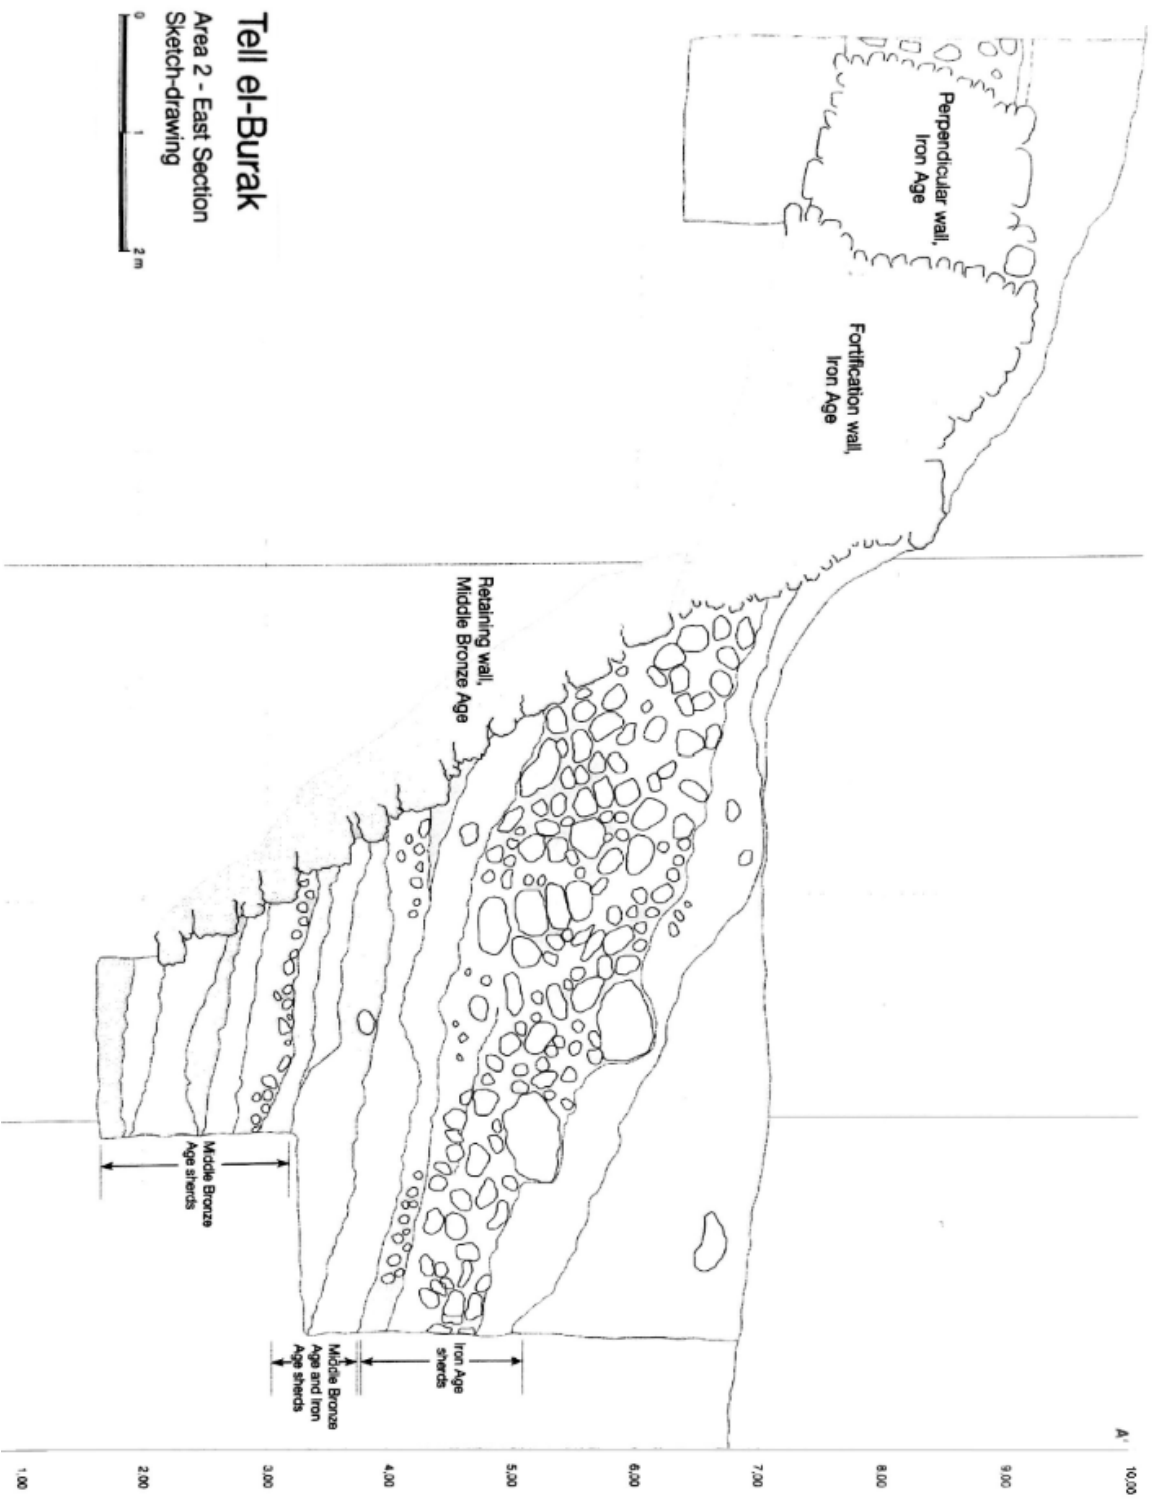 Tell el-Burak
Area 2 - East Section
Sketch-drawing
0
1
2 m
Perpendicular wall,
Iron Age
Fortification wall,
Iron Age
Retaining wall,
Middle Bronze Age
Middle Bronze
Age sherds
Middle Bronze
Age and Iron
Age sherds
Iron Age
sherds
A'
10,00
9,00
8,00
7,00
6,00
5,00
4,00
3,00
2,00
1,00